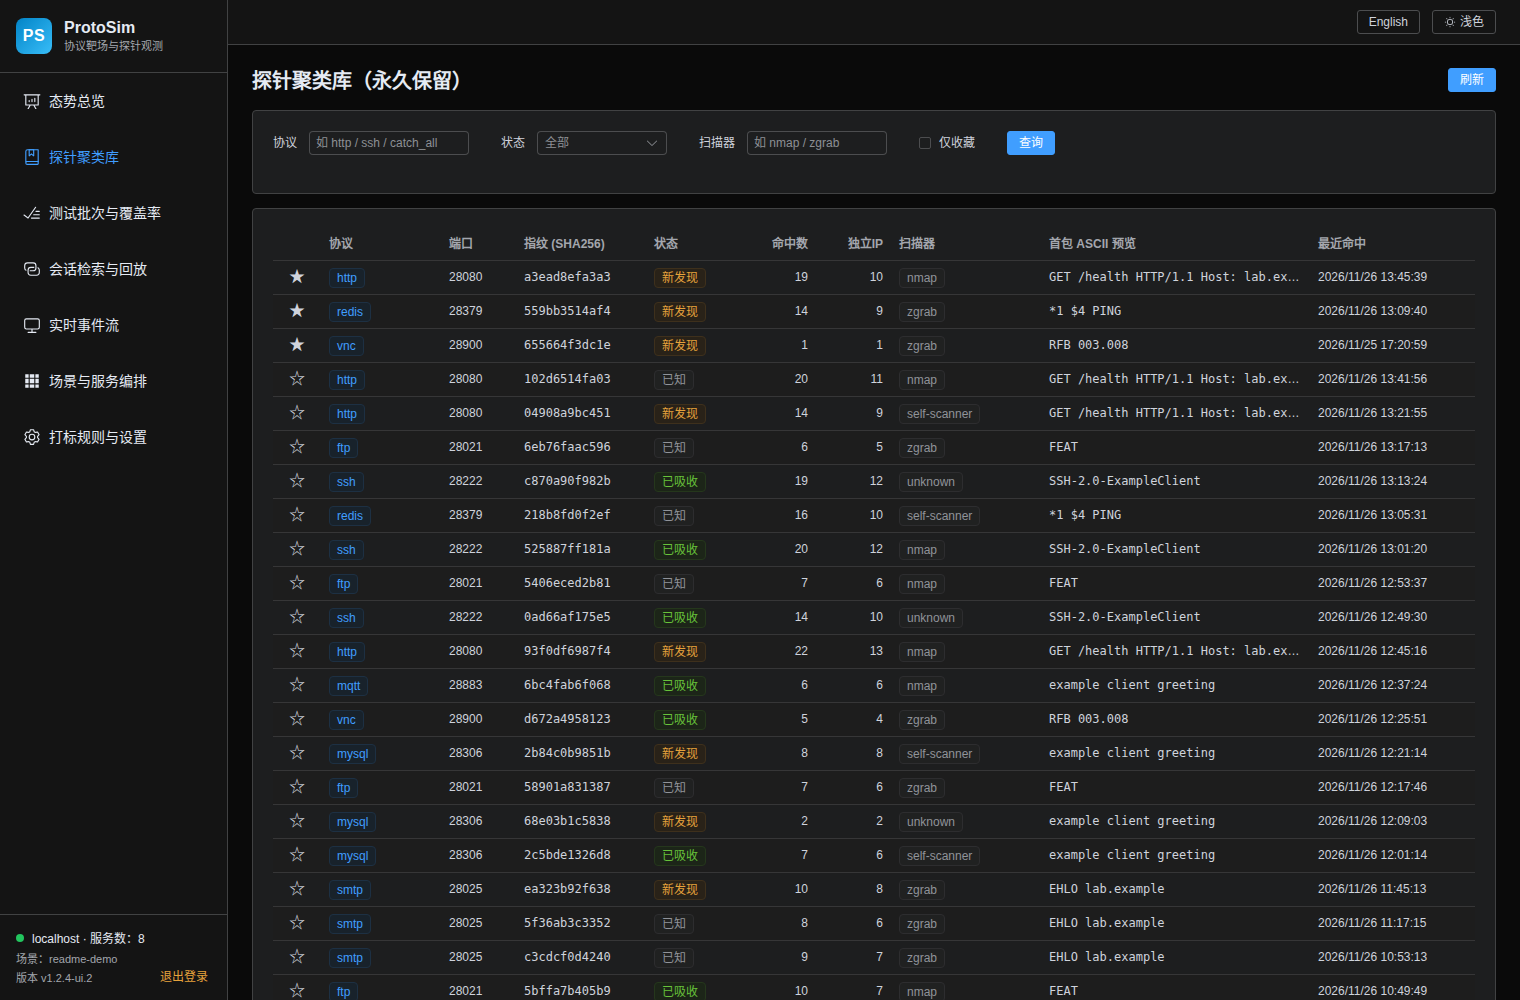 PS
ProtoSim
协议靶场与探针观测
English
浅色
态势总览
探针聚类库
测试批次与覆盖率
会话检索与回放
实时事件流
场景与服务编排
打标规则与设置
localhost · 服务数：8
场景：readme-demo
版本 v1.2.4-ui.2
退出登录
探针聚类库（永久保留）
刷新
协议 如 http / ssh / catch_all 状态 全部 扫描器 如 nmap / zgrab 仅收藏 查询
协议 端口 指纹 (SHA256) 状态 命中数 独立IP 扫描器 首包 ASCII 预览 最近命中
★ http 28080 a3ead8efa3a3 新发现 19 10 nmap GET /health HTTP/1.1 Host: lab.ex… 2026/11/26 13:45:39
★ redis 28379 559bb3514af4 新发现 14 9 zgrab *1 $4 PING 2026/11/26 13:09:40
★ vnc 28900 655664f3dc1e 新发现 1 1 zgrab RFB 003.008 2026/11/25 17:20:59
☆ http 28080 102d6514fa03 已知 20 11 nmap GET /health HTTP/1.1 Host: lab.ex… 2026/11/26 13:41:56
☆ http 28080 04908a9bc451 新发现 14 9 self-scanner GET /health HTTP/1.1 Host: lab.ex… 2026/11/26 13:21:55
☆ ftp 28021 6eb76faac596 已知 6 5 zgrab FEAT 2026/11/26 13:17:13
☆ ssh 28222 c870a90f982b 已吸收 19 12 unknown SSH-2.0-ExampleClient 2026/11/26 13:13:24
☆ redis 28379 218b8fd0f2ef 已知 16 10 self-scanner *1 $4 PING 2026/11/26 13:05:31
☆ ssh 28222 525887ff181a 已吸收 20 12 nmap SSH-2.0-ExampleClient 2026/11/26 13:01:20
☆ ftp 28021 5406eced2b81 已知 7 6 nmap FEAT 2026/11/26 12:53:37
☆ ssh 28222 0ad66af175e5 已吸收 14 10 unknown SSH-2.0-ExampleClient 2026/11/26 12:49:30
☆ http 28080 93f0df6987f4 新发现 22 13 nmap GET /health HTTP/1.1 Host: lab.ex… 2026/11/26 12:45:16
☆ mqtt 28883 6bc4fab6f068 已吸收 6 6 nmap example client greeting 2026/11/26 12:37:24
☆ vnc 28900 d672a4958123 已吸收 5 4 zgrab RFB 003.008 2026/11/26 12:25:51
☆ mysql 28306 2b84c0b9851b 新发现 8 8 self-scanner example client greeting 2026/11/26 12:21:14
☆ ftp 28021 58901a831387 已知 7 6 zgrab FEAT 2026/11/26 12:17:46
☆ mysql 28306 68e03b1c5838 新发现 2 2 unknown example client greeting 2026/11/26 12:09:03
☆ mysql 28306 2c5bde1326d8 已吸收 7 6 self-scanner example client greeting 2026/11/26 12:01:14
☆ smtp 28025 ea323b92f638 新发现 10 8 zgrab EHLO lab.example 2026/11/26 11:45:13
☆ smtp 28025 5f36ab3c3352 已知 8 6 zgrab EHLO lab.example 2026/11/26 11:17:15
☆ smtp 28025 c3cdcf0d4240 已知 9 7 zgrab EHLO lab.example 2026/11/26 10:53:13
☆ ftp 28021 5bffa7b405b9 已吸收 10 7 nmap FEAT 2026/11/26 10:49:49